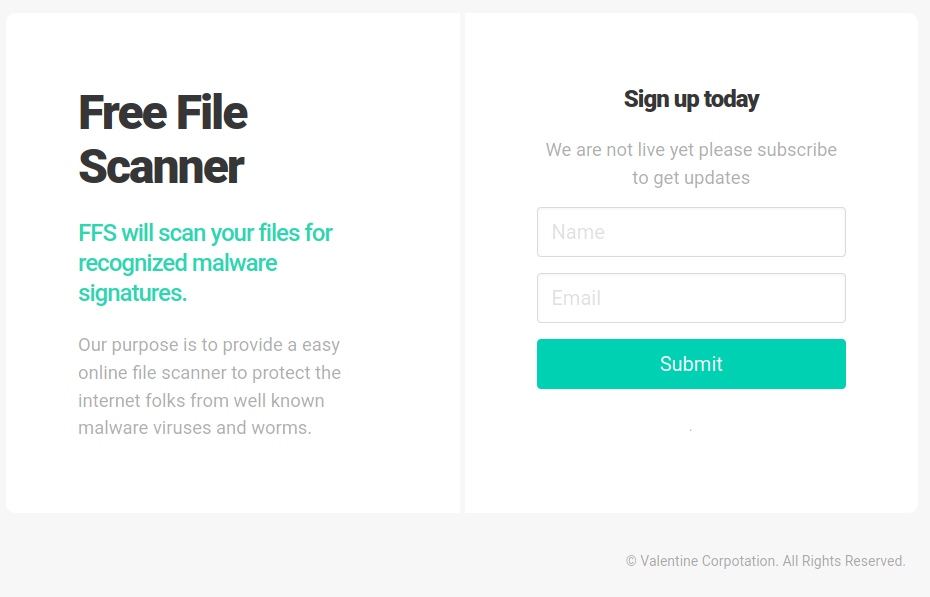 Free File
Scanner
FFS will scan your files for
recognized malware
signatures.
Our purpose is to provide a easy
online file scanner to protect the
internet folks from well known
malware viruses and worms.
Sign up today
We are not live yet please subscribe
to get updates
Name
Email
Submit
.
© Valentine Corpotation. All Rights Reserved.